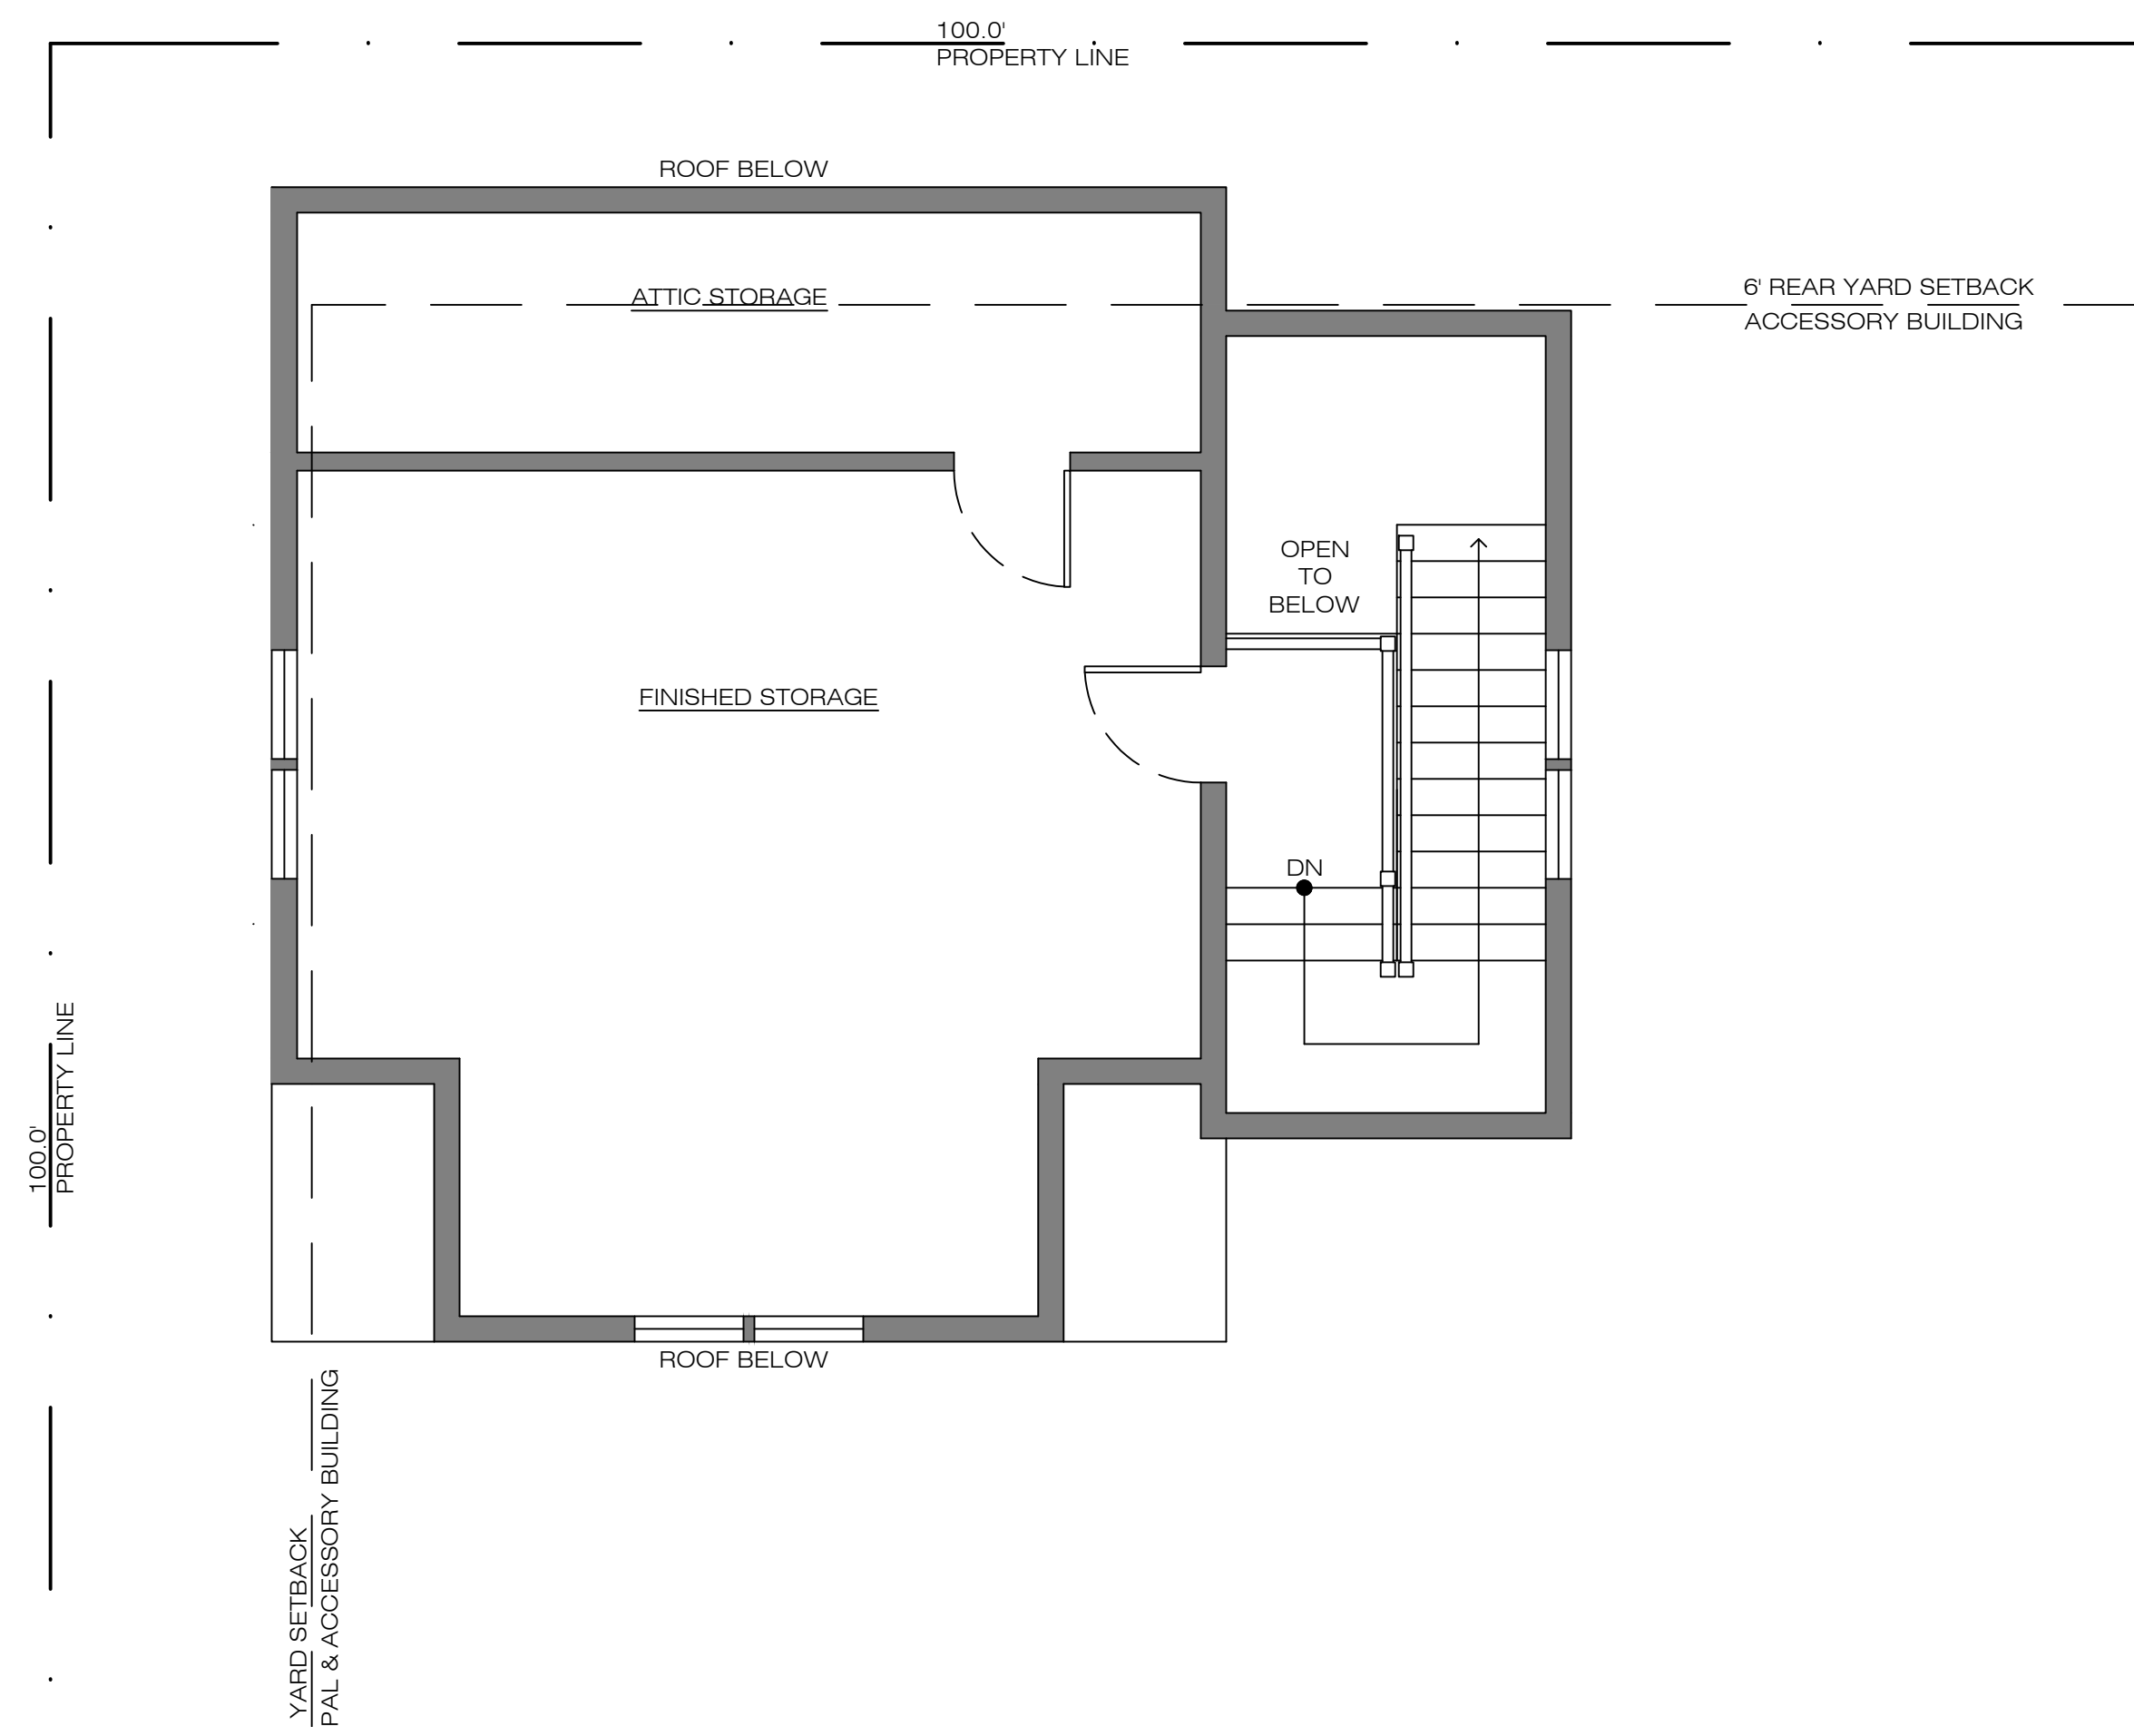 100.0'
PROPERTY LINE
ROOF BELOW
ATTIC STORAGE
6' REAR YARD SETBACK
ACCESSORY BUILDING
OPEN
TO
BELOW
FINISHED STORAGE
DN
100.0'
PROPERTY LINE
ROOF BELOW
YARD SETBACK
PAL & ACCESSORY BUILDING